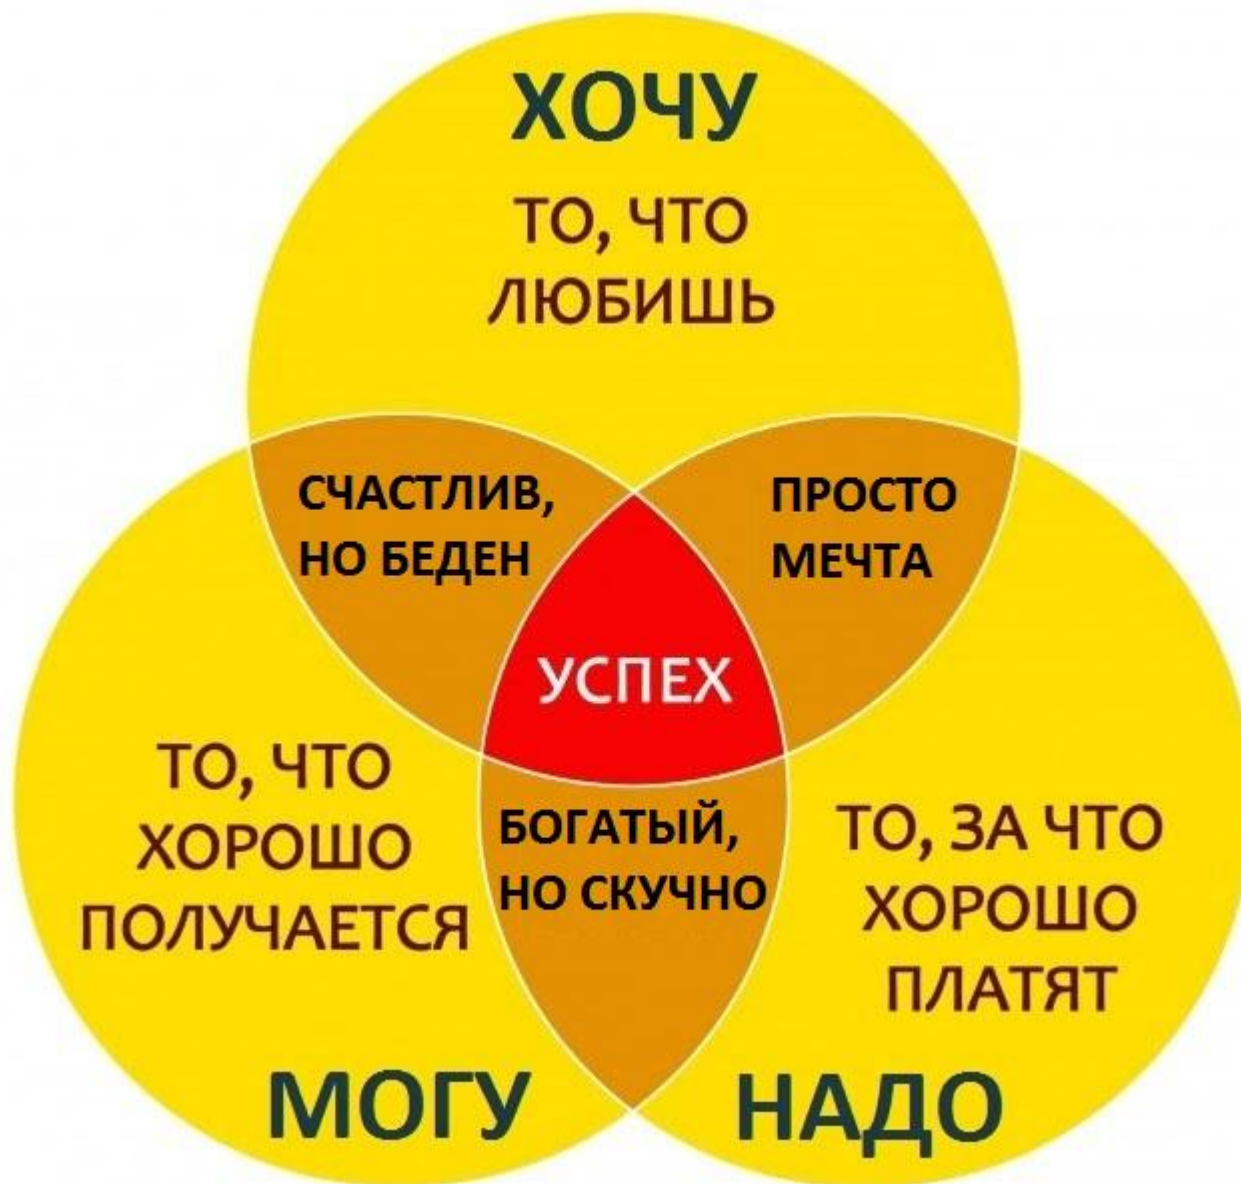 ХОЧУ
ТО, ЧТО
ЛЮБИШЬ
СЧАСТЛИВ,
НО БЕДЕН
ПРОСТО
МЕЧТА
УСПЕХ
ТО, ЧТО
ХОРОШО
ПОЛУЧАЕТСЯ
БОГАТЫЙ,
НО СКУЧНО
ТО, ЗА ЧТО
ХОРОШО
ПЛАТЯТ
МОГУ
НАДО